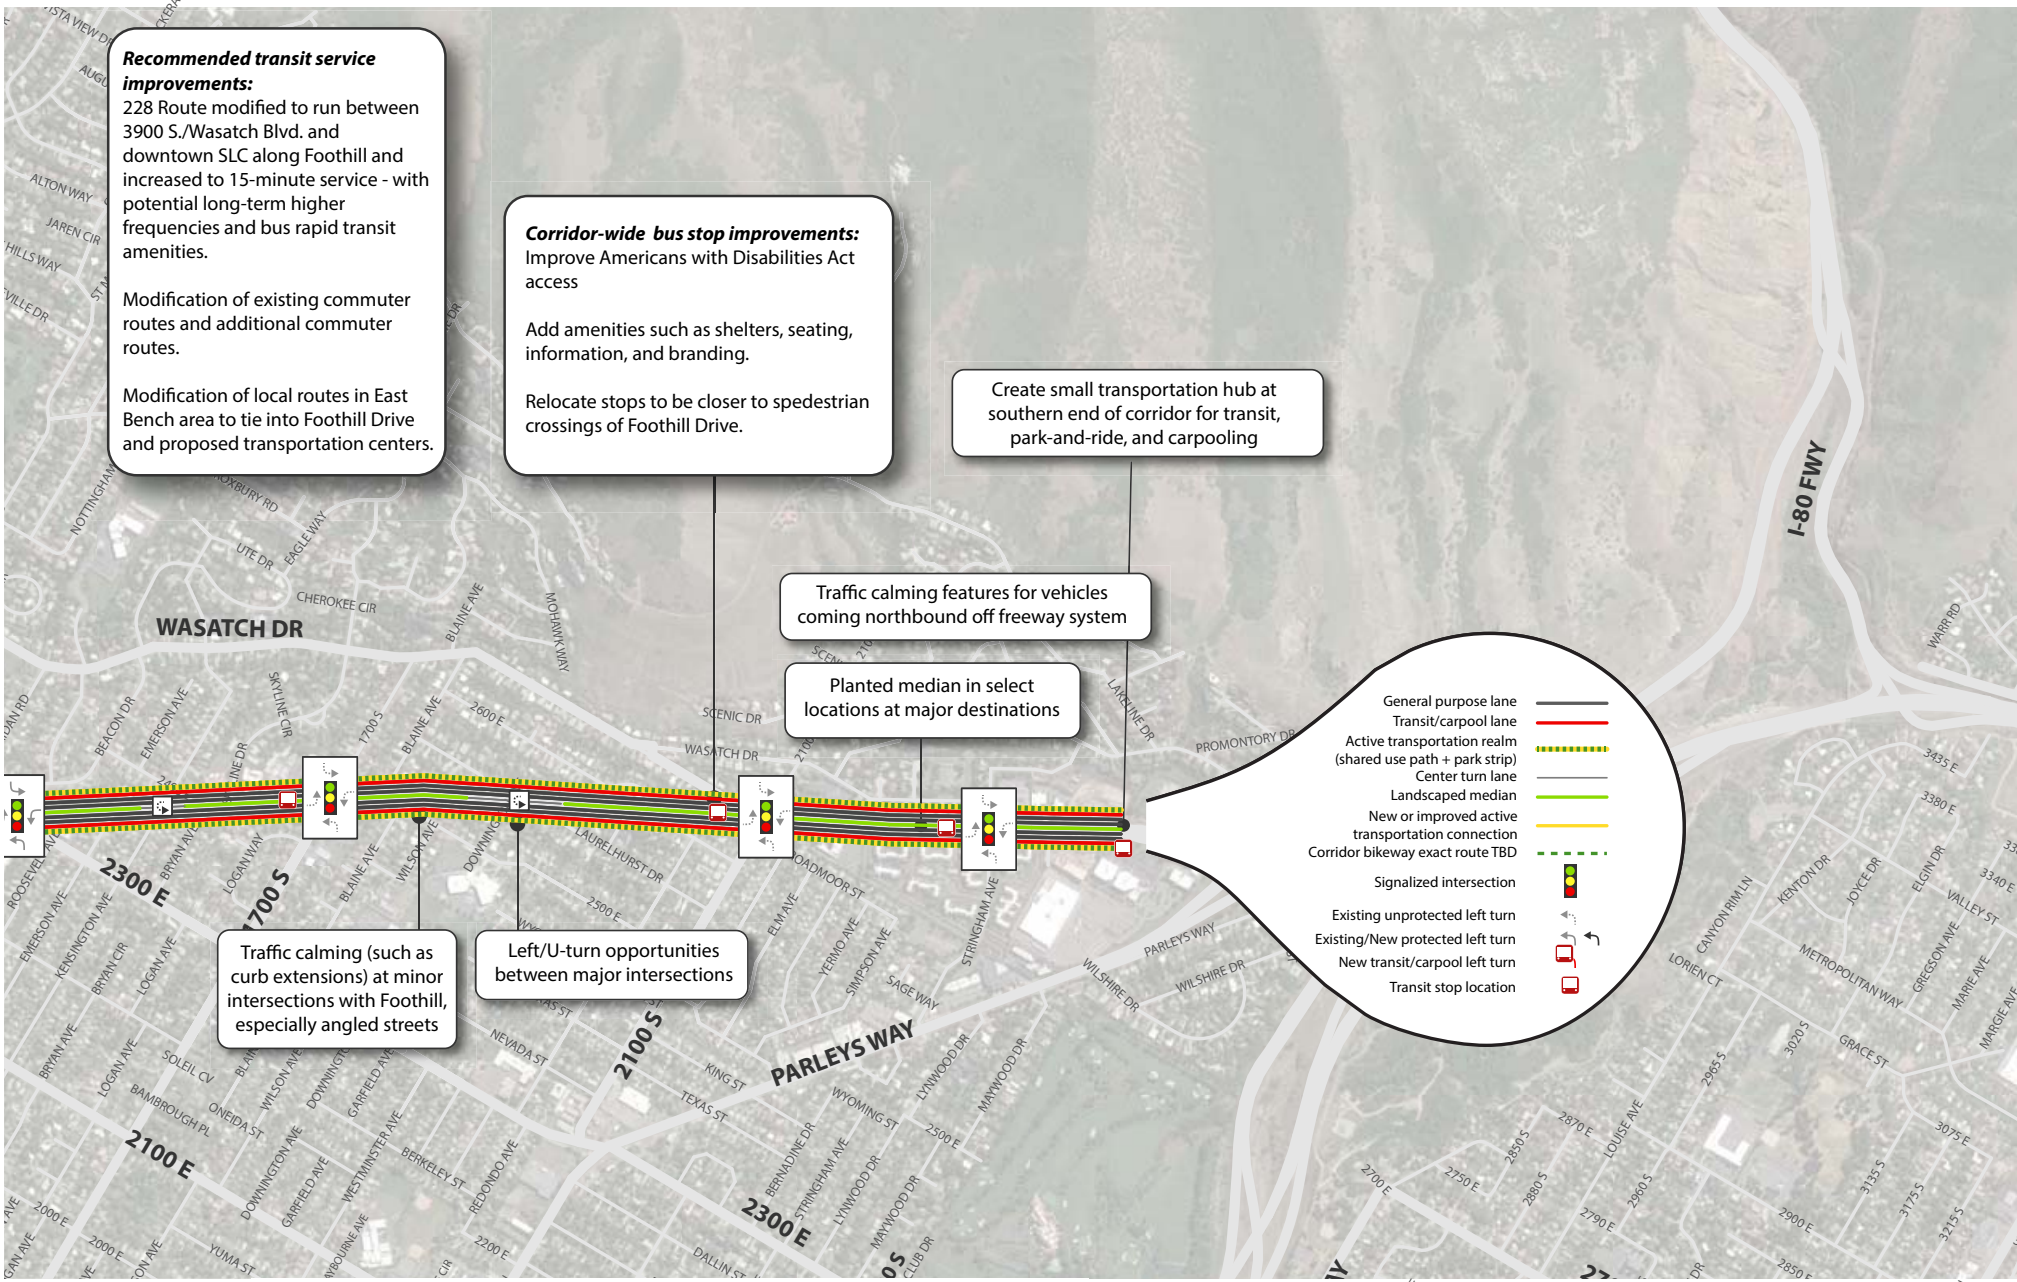 Recommended transit service
improvements:
228 Route modified to run between
3900 S./Wasatch Blvd. and
downtown SLC along Foothill and
increased to 15-minute service - with
potential long-term higher
frequencies and bus rapid transit
amenities.
Modification of existing commuter
routes and additional commuter
routes.
Modification of local routes in East
Bench area to tie into Foothill Drive
and proposed transportation centers.
Corridor-wide bus stop improvements:
Improve Americans with Disabilities Act
access
Add amenities such as shelters, seating,
information, and branding.
Relocate stops to be closer to spedestrian
crossings of Foothill Drive.
Create small transportation hub at
southern end of corridor for transit,
park-and-ride, and carpooling
Traffic calming features for vehicles
coming northbound off freeway system
Planted median in select
locations at major destinations
Traffic calming (such as
curb extensions) at minor
intersections with Foothill,
especially angled streets
Left/U-turn opportunities
between major intersections
General purpose lane
Transit/carpool lane
Active transportation realm
(shared use path + park strip)
Center turn lane
Landscaped median
New or improved active
transportation connection
Corridor bikeway exact route TBD
Signalized intersection
Existing unprotected left turn
Existing/New protected left turn
New transit/carpool left turn
Transit stop location
ALTON WAY
JAREN CIR
UTE DR
EAGLE WAY
CHEROKEE CIR
WASATCH DR
BLAINE AVE
MOHAWK WAY
I-80 FWY
WARR RD
BEACON DR
EMERSON AVE
SKYLINE CIR
1700 S
BLAINE AVE
2600 E
SCENIC DR
WASATCH DR
LAKELINE DR
PROMONTORY DR
3435 E
3380 E
3340 E
2300 E
BRYAN AVE
LOGAN WAY
1700 S
BLAINE AVE
WILSON AVE
LAURELHURST DR
2500 E
ELM AVE
YERMO AVE
SIMPSON AVE
SAGE WAY
STRINGHAM AVE
PARLEYS WAY
WILSHIRE DR
WILSHIRE DR
CANYON RIM LN
KENTON DR
JOYCE DR
ELGIN DR
VALLEY ST
LORIEN CT
METROPOLITAN WAY
GREGSON AVE
MARIE AVE
MARGIE AVE
GRACE ST
3020 S
2965 S
EMERSON AVE
KENSINGTON AVE
BRYAN CIR
LOGAN AVE
BRYAN AVE
LOGAN AVE
SOLEIL CV
BAMBROUGH PL
ONEIDA ST
WILSON AVE
GARFIELD AVE
NEVADA ST
2100 S
KING ST
TEXAS ST
PARLEYS WAY
LYNWOOD DR
MAYWOOD DR
WYOMING ST
2500 E
2100 E
DOWNINGTON AVE
GARFIELD AVE
WESTMINSTER AVE
BERKELEY ST
REDONDO AVE
BERNADINE DR
STRINGHAM AVE
LYNWOOD DR
MAYWOOD DR
2300 E
2000 E
2000 E
YUMA ST
2200 E
DALLIN ST
CLUB DR
2700 E
2750 E
2850 S
2870 E
2880 S
LOUISE AVE
2960 S
2790 E
2900 E
3075 E
3135 S
3175 S
3215 S
2850 E